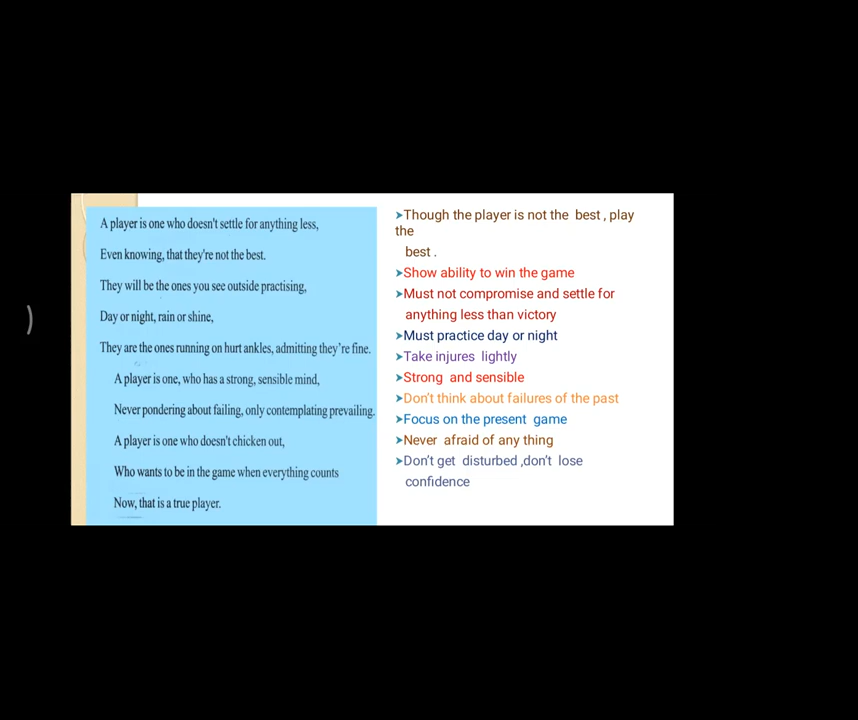 A player is one who doesn't settle for anything less,
Even knowing, that they're not the best.
They will be the ones you see outside practising,
Day or night, rain or shine,
They are the ones running on hurt ankles, admitting they're fine.
A player is one, who has a strong, sensible mind,
Never pondering about failing, only contemplating prevailing.
A player is one who doesn't chicken out,
Who wants to be in the game when everything counts
Now, that is a true player.
➤Though the player is not the best , play
the
best .
➤Show ability to win the game
➤Must not compromise and settle for
anything less than victory
➤Must practice day or night
➤Take injures lightly
➤Strong and sensible
➤Don't think about failures of the past
➤Focus on the present game
➤Never afraid of any thing
➤Don't get disturbed ,don't lose
confidence